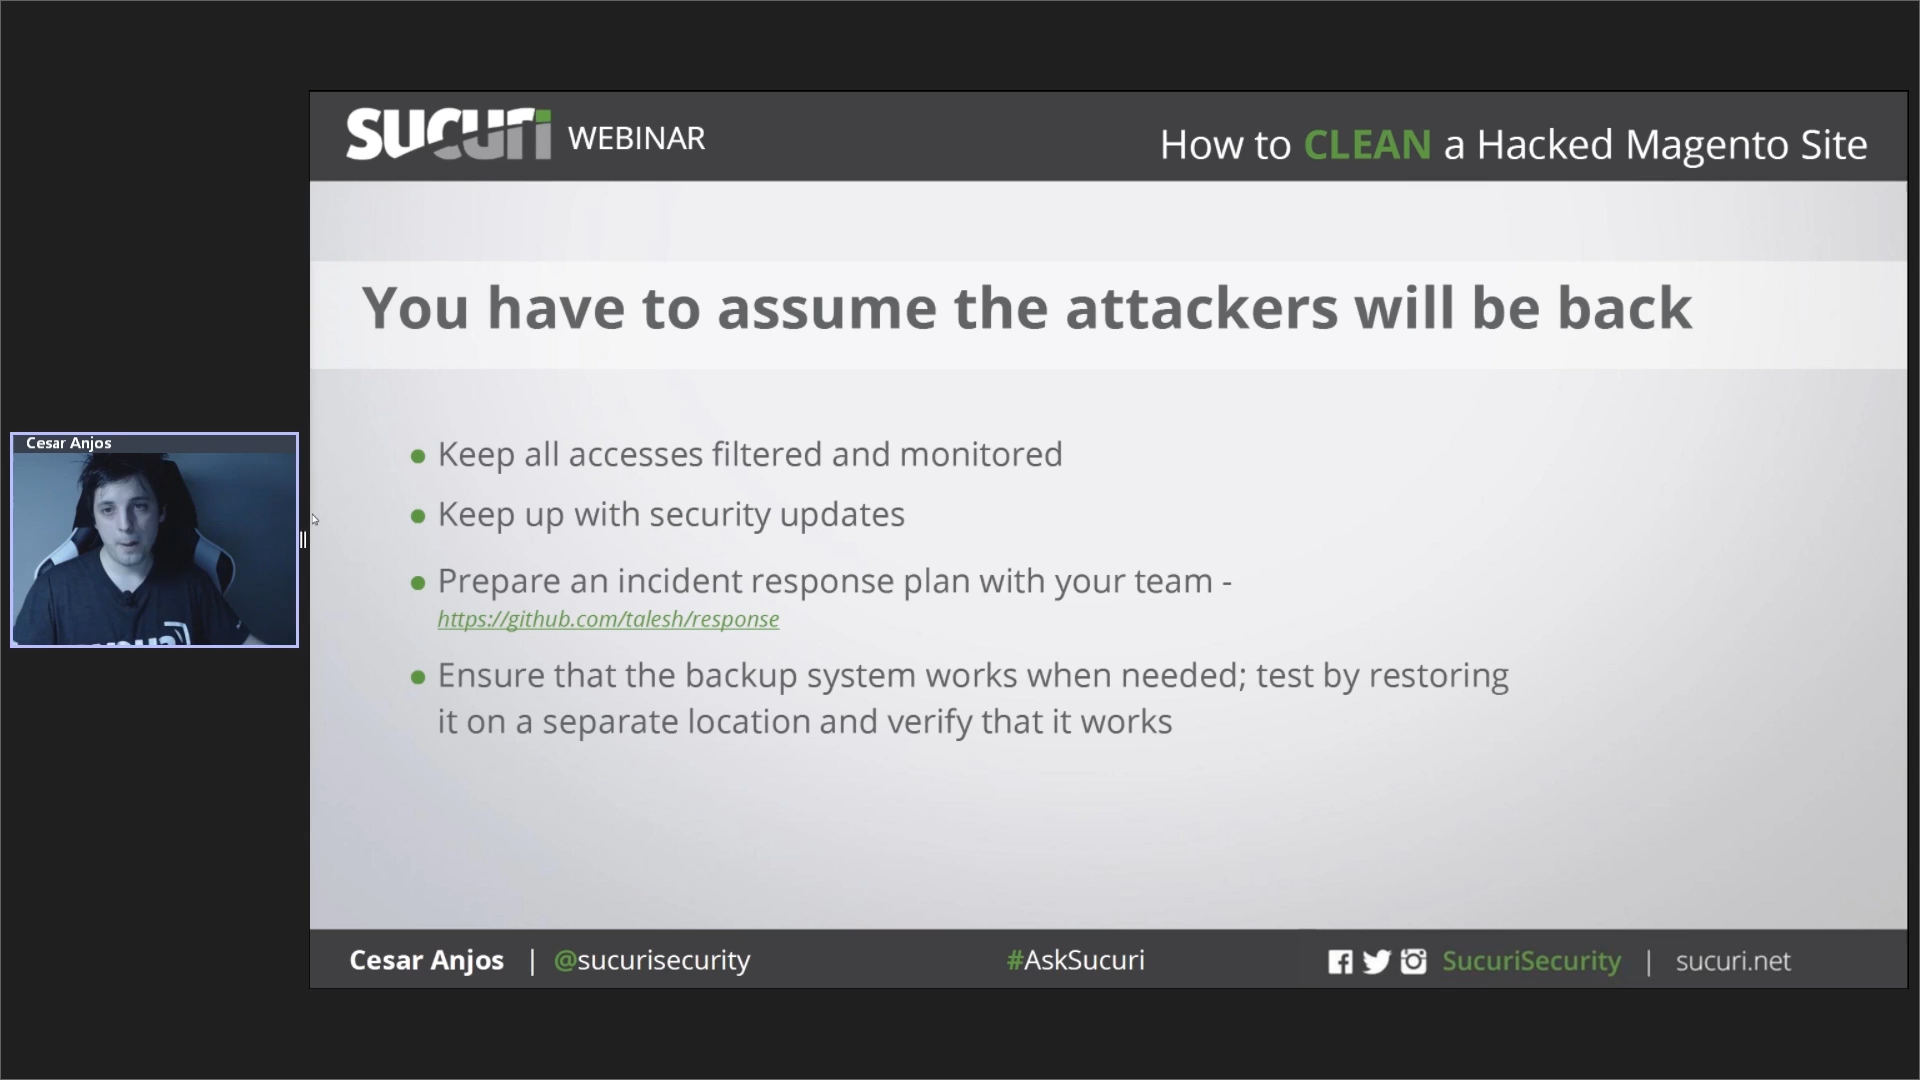 sucuri WEBINAR
How to CLEAN a Hacked Magento Site
You have to assume the attackers will be back
Cesar Anjos
● Keep all accesses filtered and monitored
● Keep up with security updates
● Prepare an incident response plan with your team -
https://github.com/talesh/response
● Ensure that the backup system works when needed; test by restoring
it on a separate location and verify that it works
Cesar Anjos | @sucurisecurity
#AskSucuri
SucuriSecurity | sucuri.net